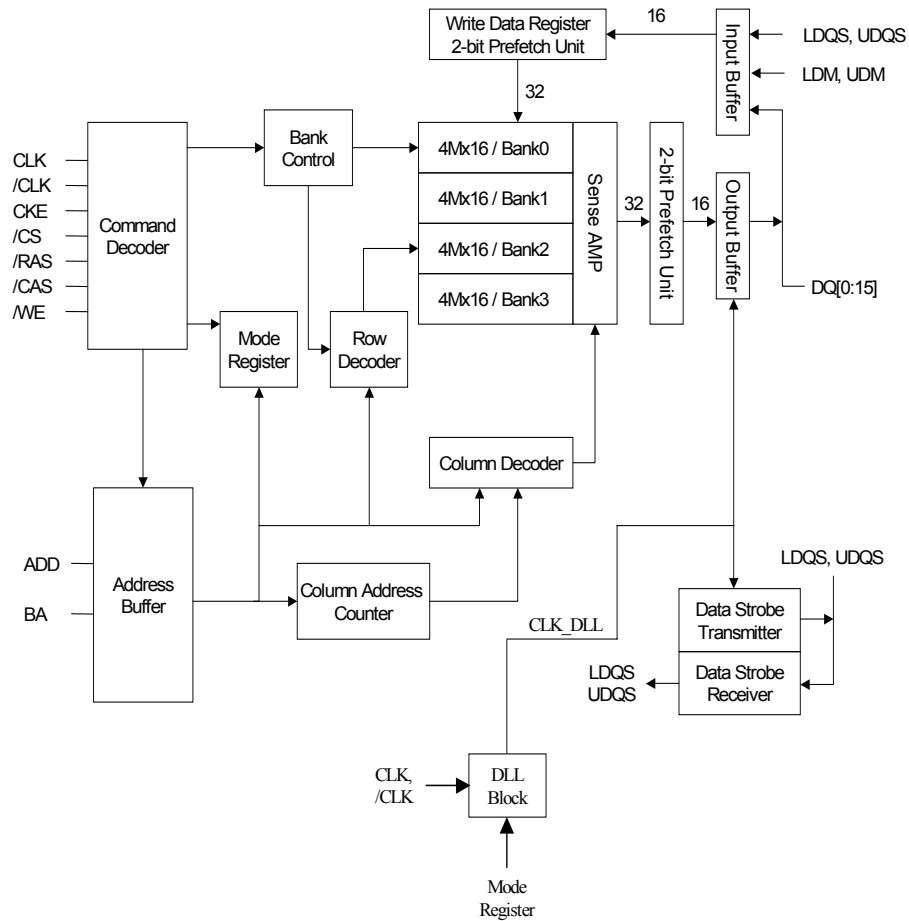 Write Data Register
2-bit Prefetch Unit
16
Input Buffer
LDQS, UDQS
LDM, UDM
32
CLK
/CLK
CKE
/CS
/RAS
/CAS
/WE
Command
Decoder
Bank
Control
4Mx16 / Bank0
4Mx16 / Bank1
4Mx16 / Bank2
4Mx16 / Bank3
Sense AMP
32
2-bit Prefetch Unit
16
Output Buffer
DQ[0:15]
Mode
Register
Row
Decoder
Column Decoder
ADD
BA
Address
Buffer
Column Address
Counter
CLK_DLL
LDQS, UDQS
Data Strobe
Transmitter
Data Strobe
Receiver
LDQS
UDQS
CLK,
/CLK
DLL
Block
Mode
Register